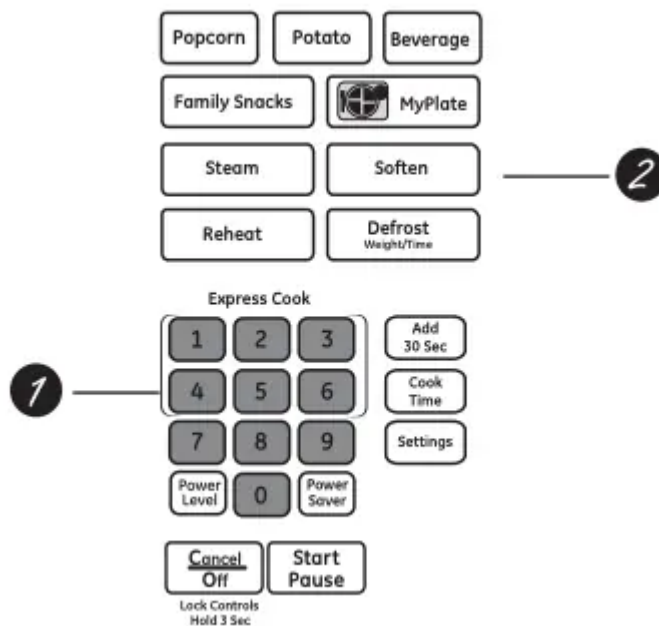 Popcorn
Potato
Beverage
Family Snacks
MyPlate
Steam
Soften
2
Reheat
Defrost
Weight/Time
Express Cook
1
2
3
Add
30 Sec
1
4
5
6
Cook
Time
7
8
9
Settings
Power
Level
0
Power
Saver
Cancel
Off
Start
Pause
Lock Controls
Hold 3 Sec